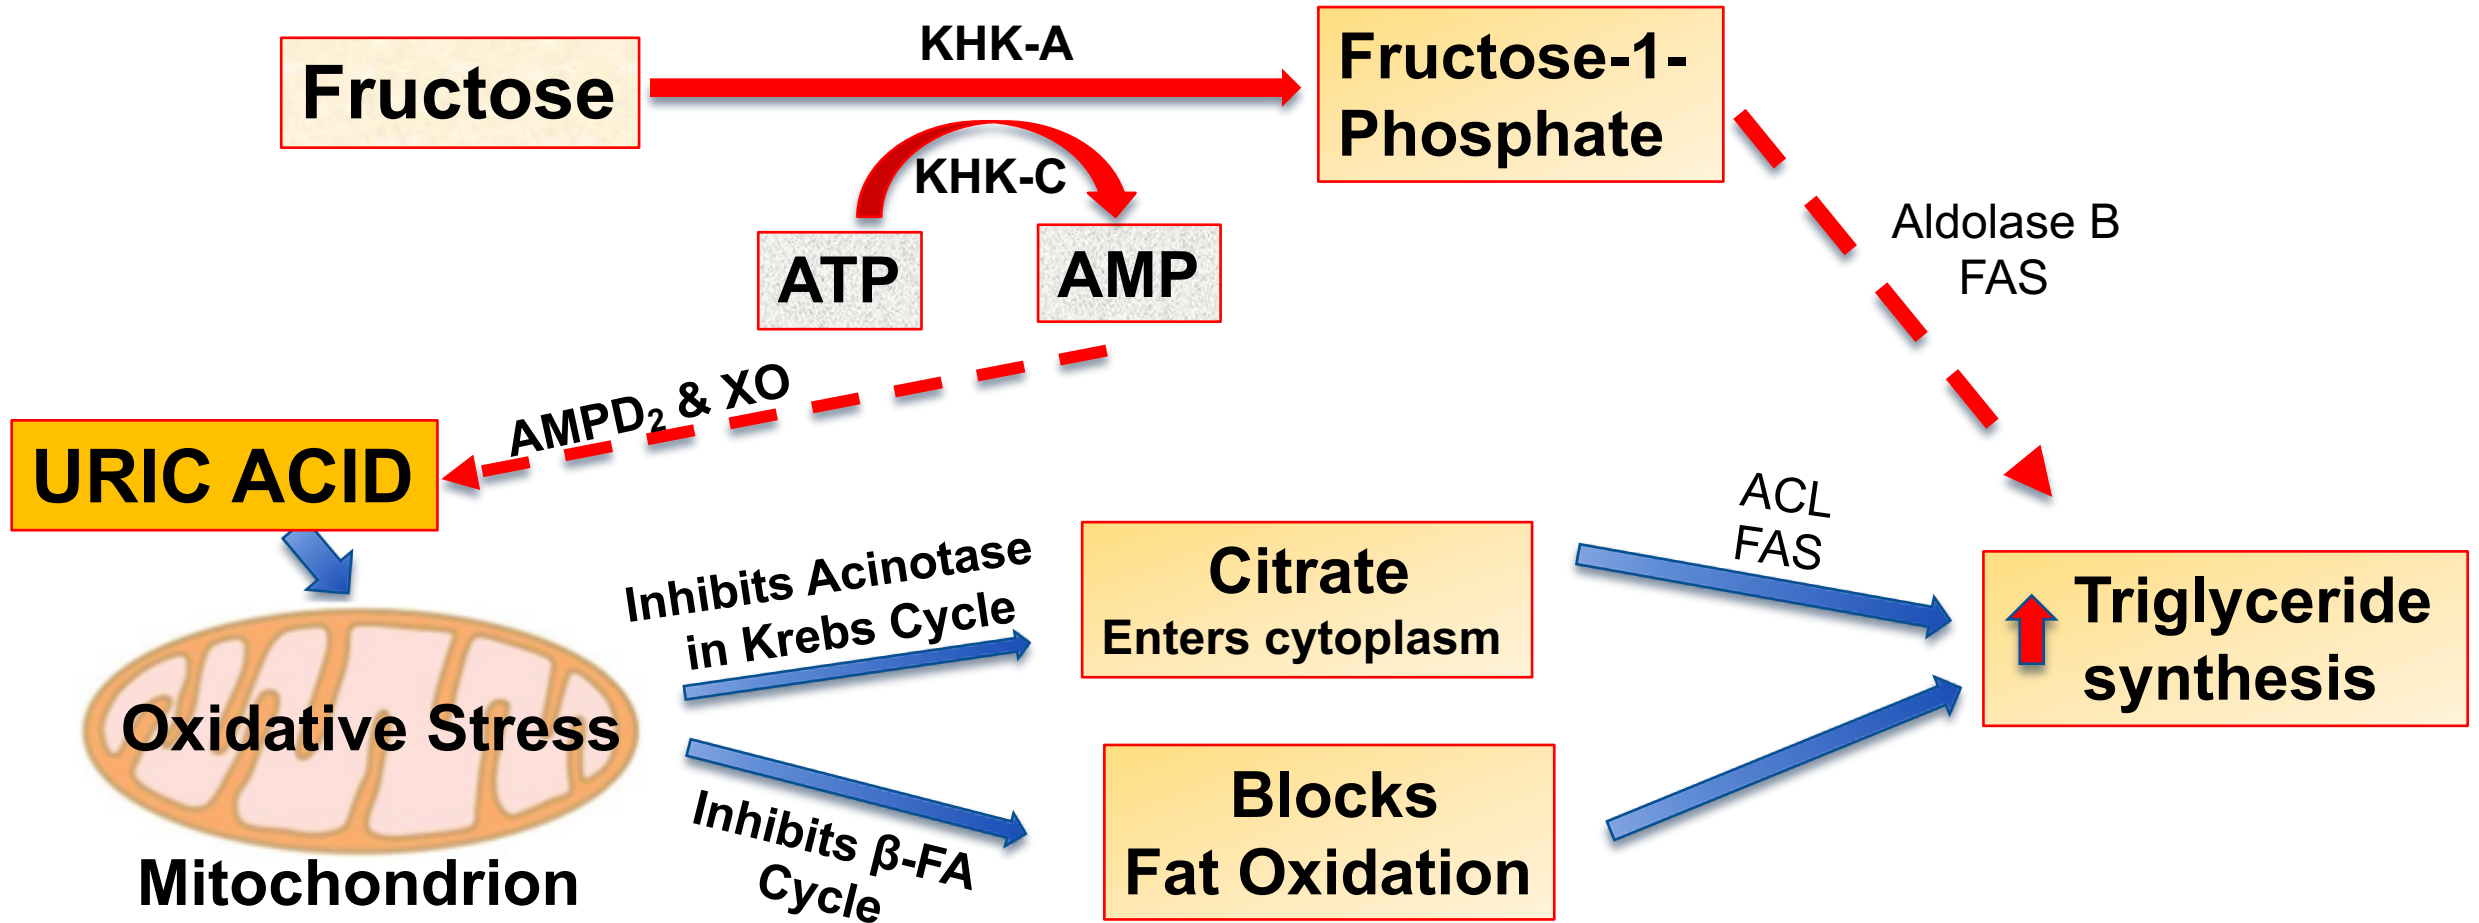 Fructose
KHK-A
Fructose-1-
Phosphate
KHK-C
ATP
AMP
Aldolase B
FAS
AMPD₂ & XO
URIC ACID
Inhibits Acinotase
in Krebs Cycle
Citrate
Enters cytoplasm
ACL
FAS
Triglyceride
synthesis
Oxidative Stress
Mitochondrion
Inhibits β-FA
Cycle
Blocks
Fat Oxidation